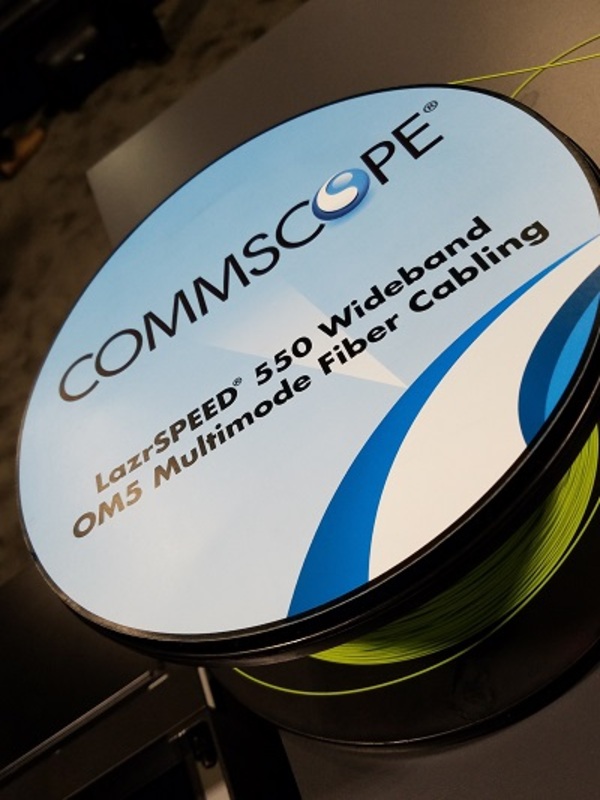 COMMSCOPE®
LazrSPEED® 550 Wideband
OM5 Multimode Fiber Cabling